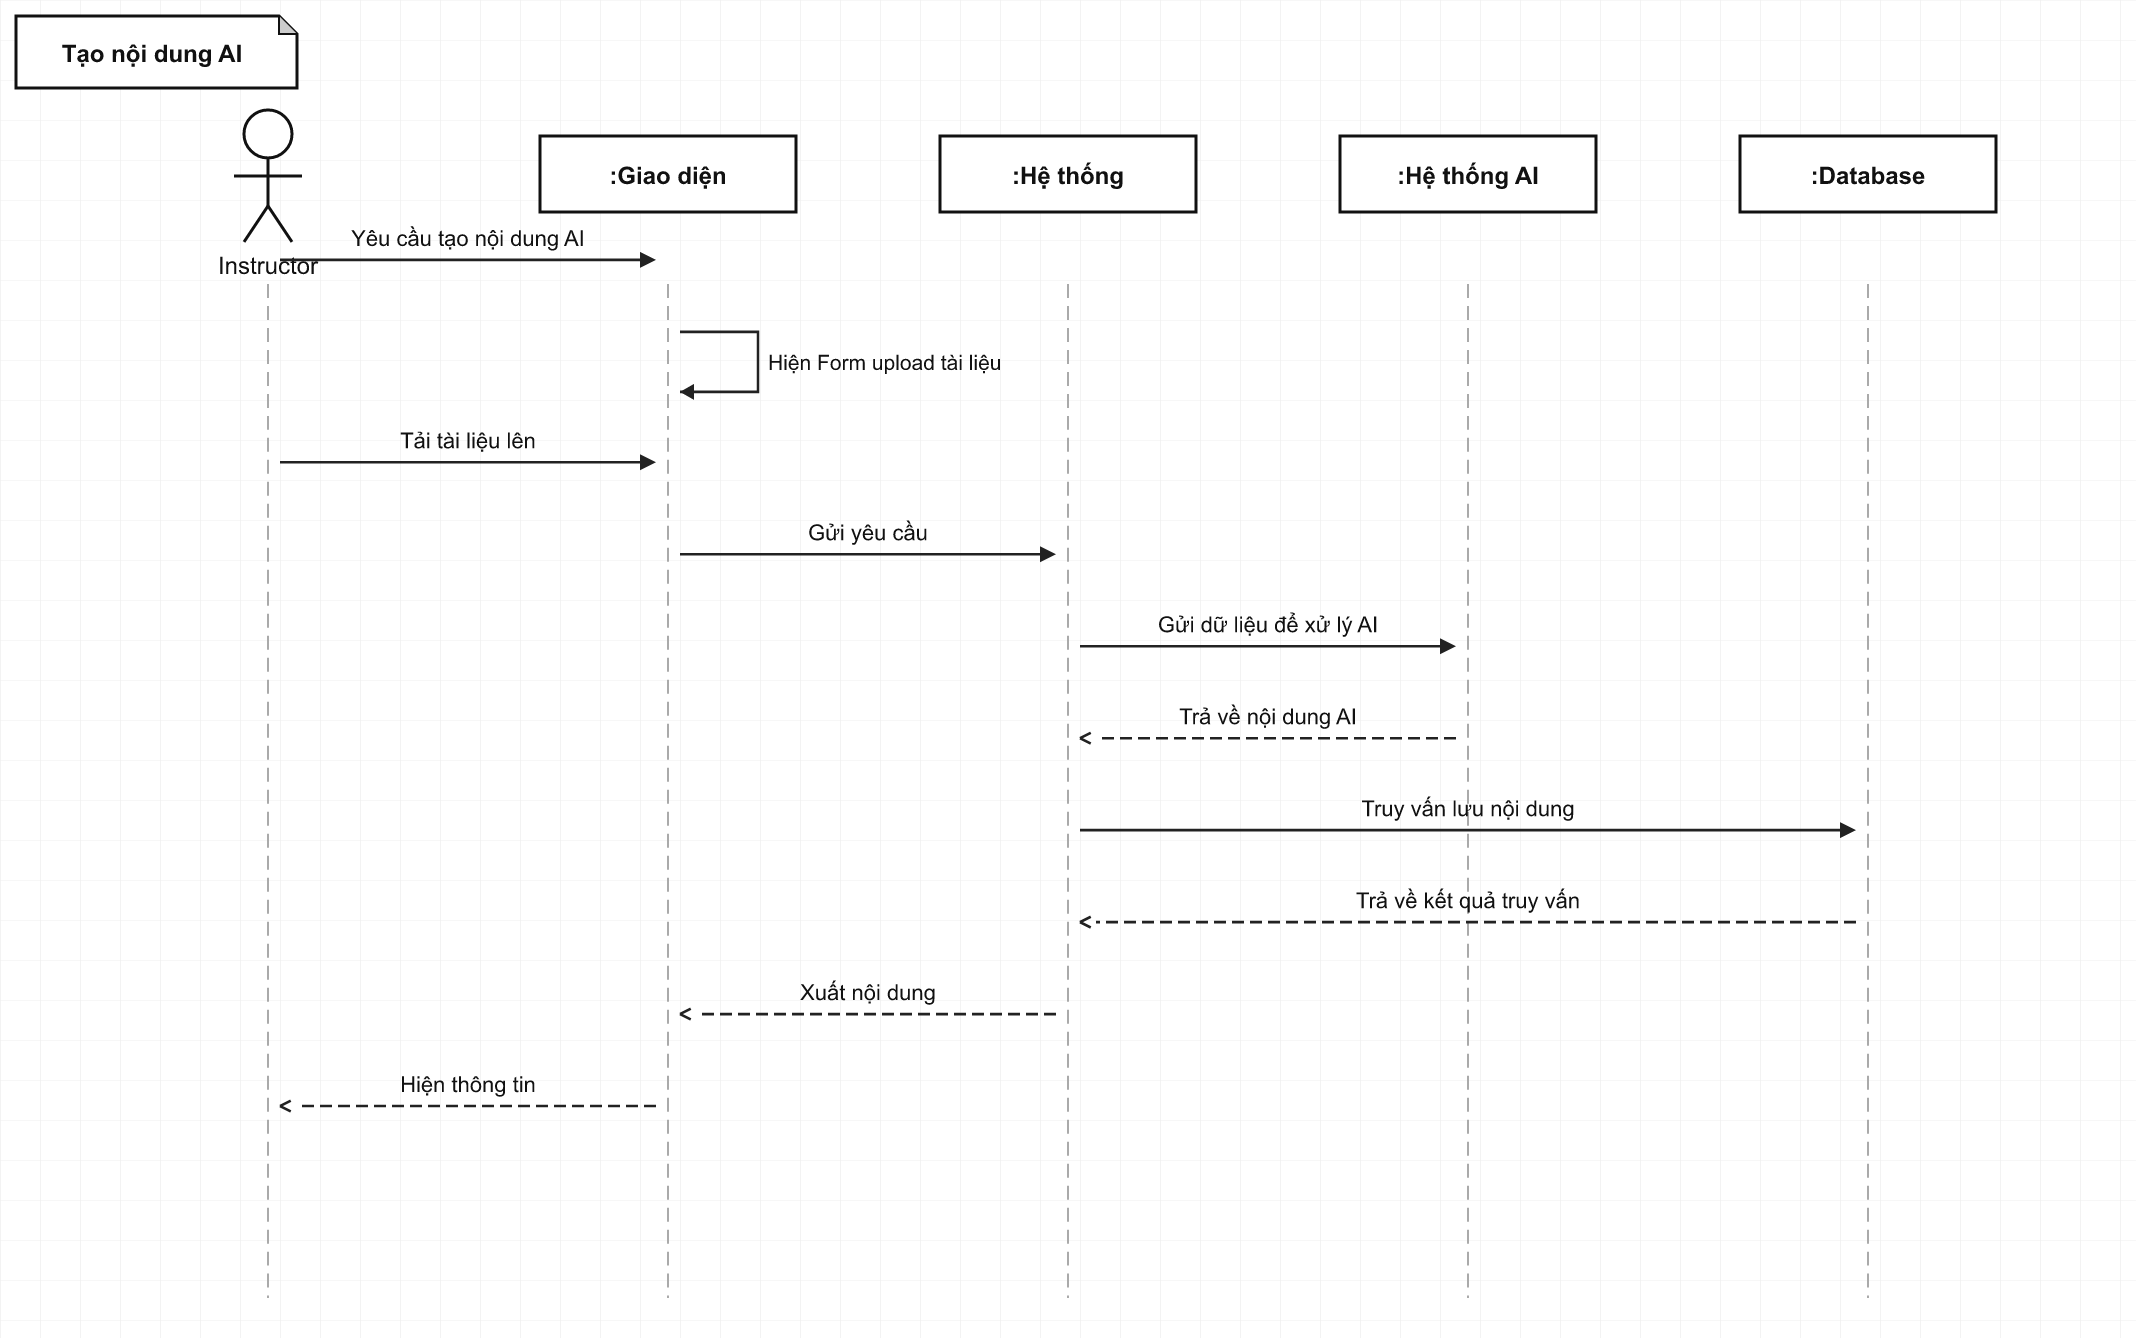 Tạo nội dung AI
:Giao diện
:Hệ thống
:Hệ thống AI
:Database
Yêu cầu tạo nội dung AI
Instructor
Hiện Form upload tài liệu
Tải tài liệu lên
Gửi yêu cầu
Gửi dữ liệu để xử lý AI
Trả về nội dung AI
Truy vấn lưu nội dung
Trả về kết quả truy vấn
Xuất nội dung
Hiện thông tin